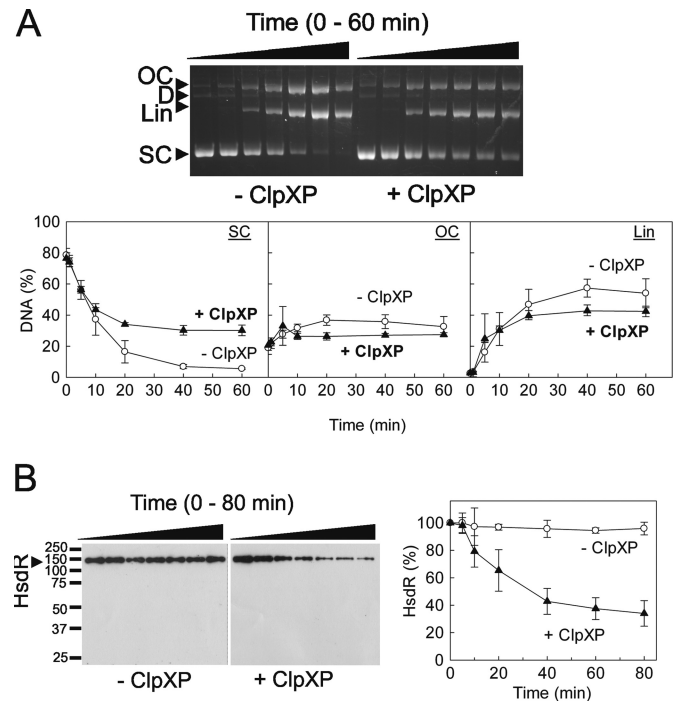 A
Time (0 - 60 min)
OC
D
Lin
SC
- ClpXP + ClpXP
100
80
60
40
20
0
DNA (%)
SC
+ ClpXP
- ClpXP
OC
- ClpXP
+ ClpXP
Lin
- ClpXP
+ ClpXP
0 10 20 30 40 50 60 0 10 20 30 40 50 60 0 10 20 30 40 50 60
Time (min)
B
Time (0 - 80 min)
HsdR
250
150
100
75
50
37
25
- ClpXP + ClpXP
HsdR (%)
100
80
60
40
20
0
- ClpXP
+ ClpXP
0 20 40 60 80
Time (min)